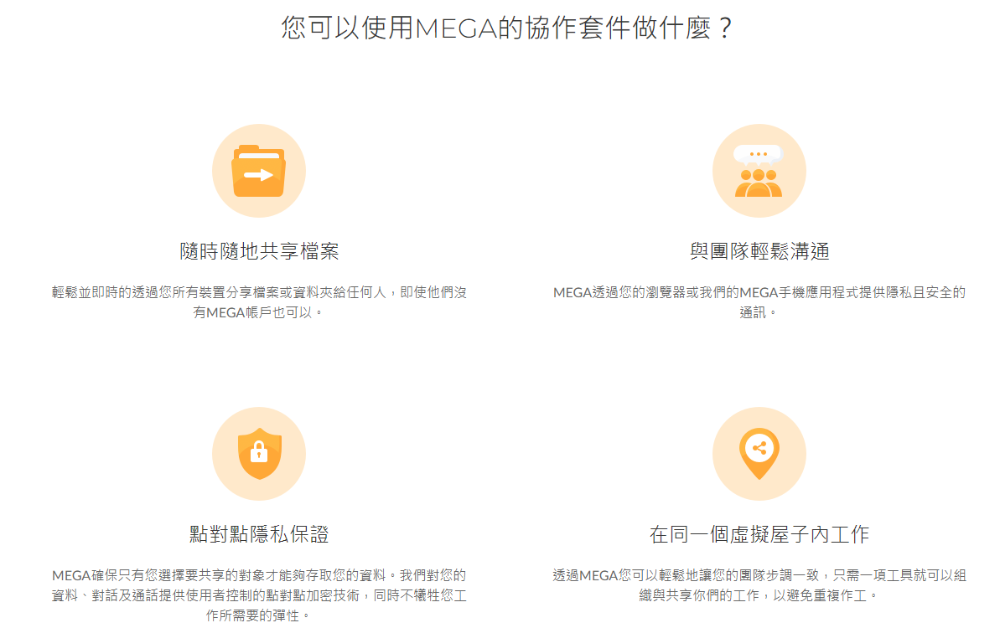 您可以使用MEGA的協作套件做什麼？
隨時隨地共享檔案
輕鬆並即時的透過您所有裝置分享檔案或資料夾給任何人，即使他們沒
有MEGA帳戶也可以。
與團隊輕鬆溝通
MEGA透過您的瀏覽器或我們的MEGA手機應用程式提供隱私且安全的
通訊。
點對點隱私保證
MEGA確保只有您選擇要共享的對象才能夠存取您的資料。我們對您的
資料、對話及通話提供使用者控制的點對點加密技術，同時不犧牲您工
作所需要的彈性。
在同一個虛擬屋子內工作
透過MEGA您可以輕鬆地讓您的團隊步調一致，只需一項工具就可以組
織與共享你們的工作，以避免重複作工。